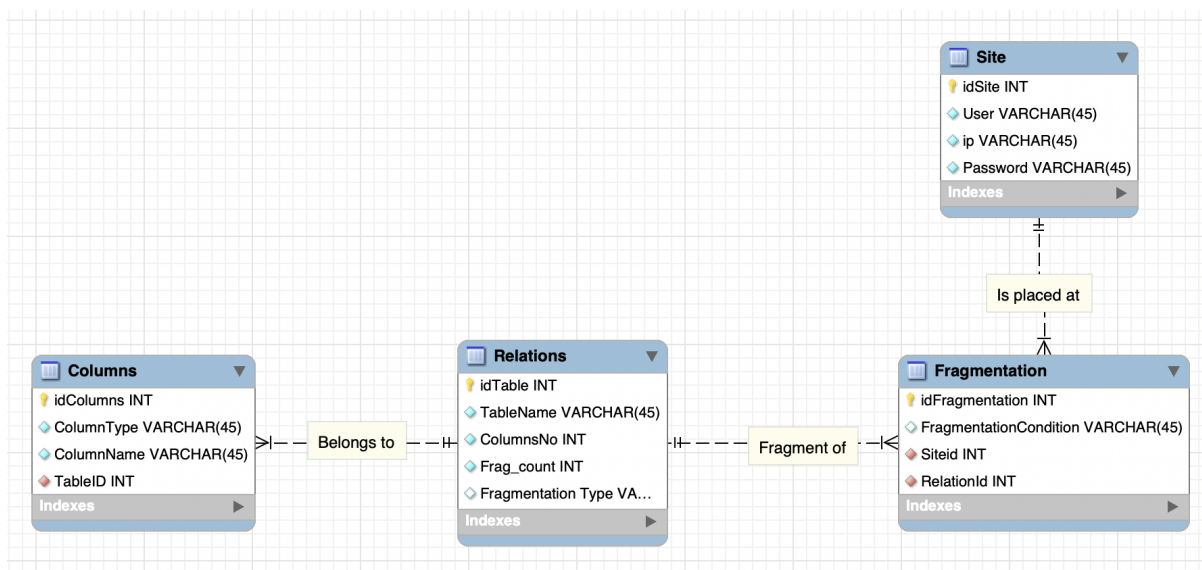 Site
idSite INT
User VARCHAR(45)
ip VARCHAR(45)
Password VARCHAR(45)
Indexes
Is placed at
Columns
idColumns INT
ColumnType VARCHAR(45)
ColumnName VARCHAR(45)
TableID INT
Indexes
Belongs to
Relations
idTable INT
TableName VARCHAR(45)
ColumnsNo INT
Frag_count INT
Fragmentation Type VA...
Indexes
Fragment of
Fragmentation
idFragmentation INT
FragmentationCondition VARCHAR(45)
Siteid INT
RelationId INT
Indexes